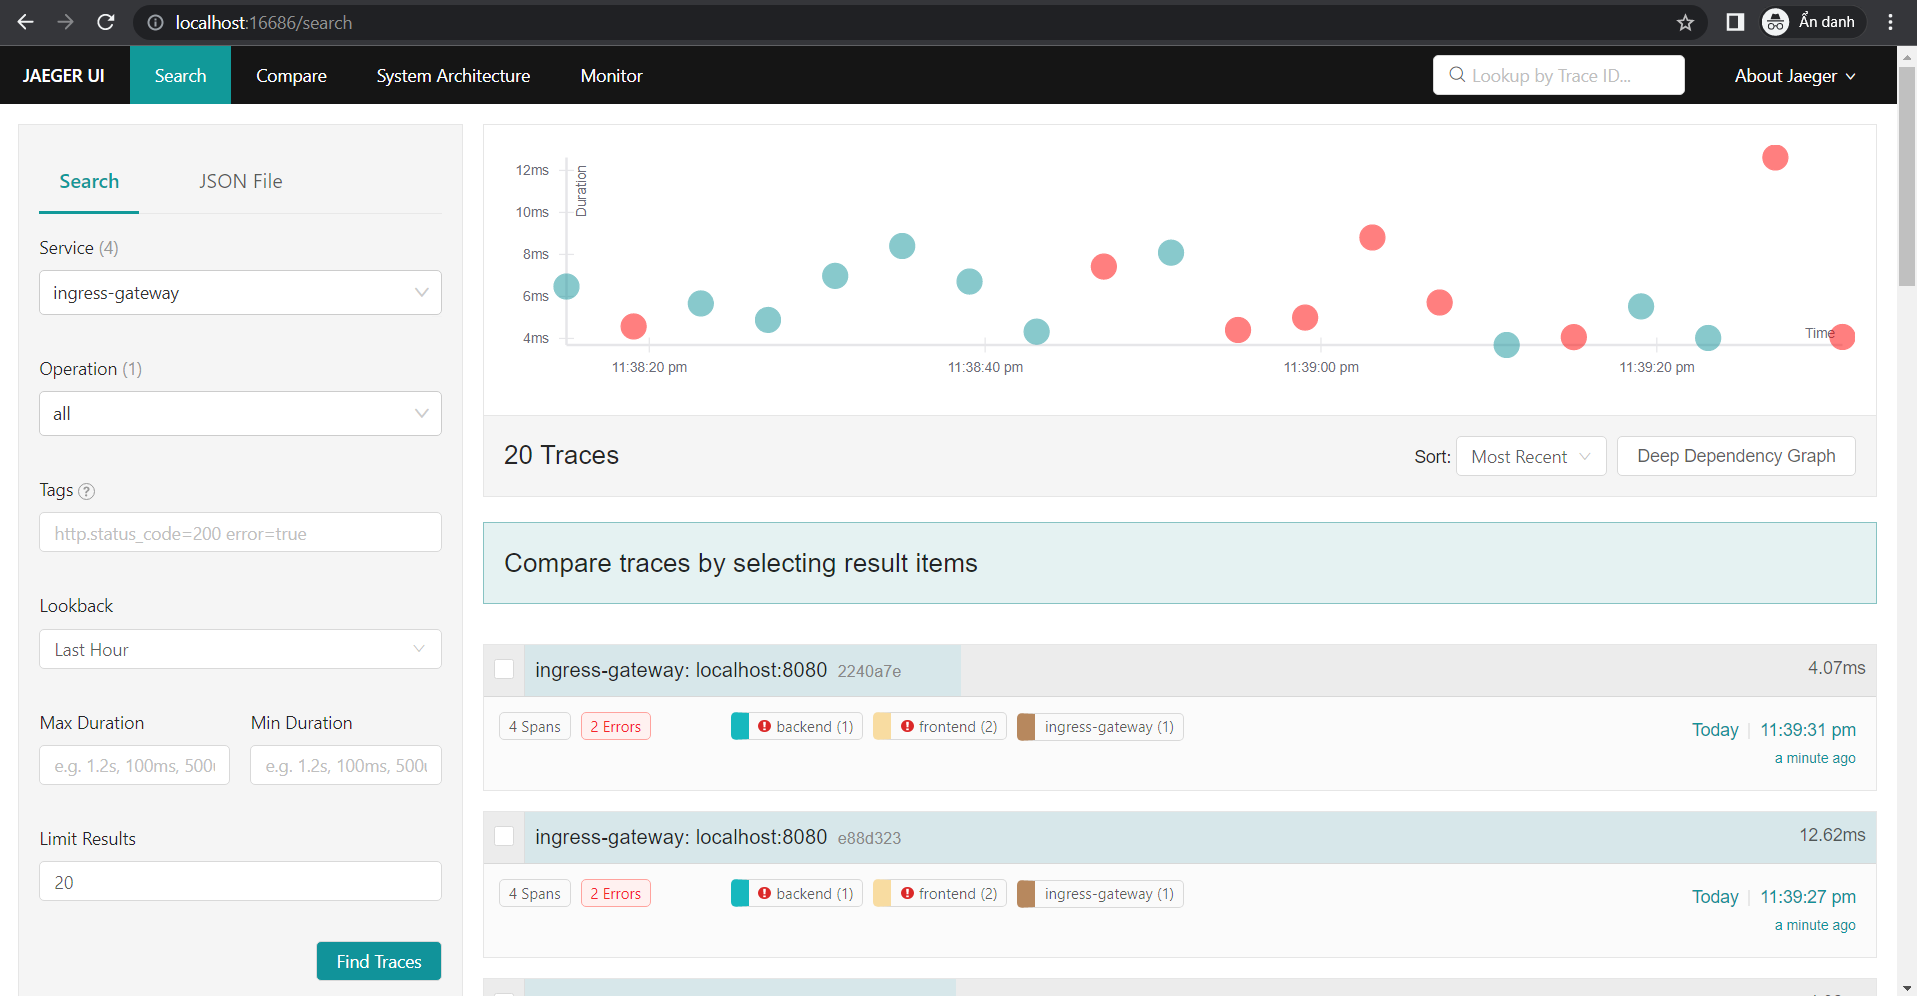 localhost:16686/search
Ẩn danh
JAEGER UI
Search
Compare
System Architecture
Monitor
Lookup by Trace ID...
About Jaeger
Search
JSON File
Service (4)
ingress-gateway
Operation (1)
all
Tags
http.status_code=200 error=true
Lookback
Last Hour
Max Duration
Min Duration
e.g. 1.2s, 100ms, 500u
e.g. 1.2s, 100ms, 500u
Limit Results
20
Find Traces
Duration
12ms
10ms
8ms
6ms
4ms
Time
11:38:20 pm
11:38:40 pm
11:39:00 pm
11:39:20 pm
20 Traces
Sort:
Most Recent
Deep Dependency Graph
Compare traces by selecting result items
ingress-gateway: localhost:8080 2240a7e
4.07ms
4 Spans
2 Errors
backend (1)
frontend (2)
ingress-gateway (1)
Today | 11:39:31 pm
a minute ago
ingress-gateway: localhost:8080 e88d323
12.62ms
4 Spans
2 Errors
backend (1)
frontend (2)
ingress-gateway (1)
Today | 11:39:27 pm
a minute ago